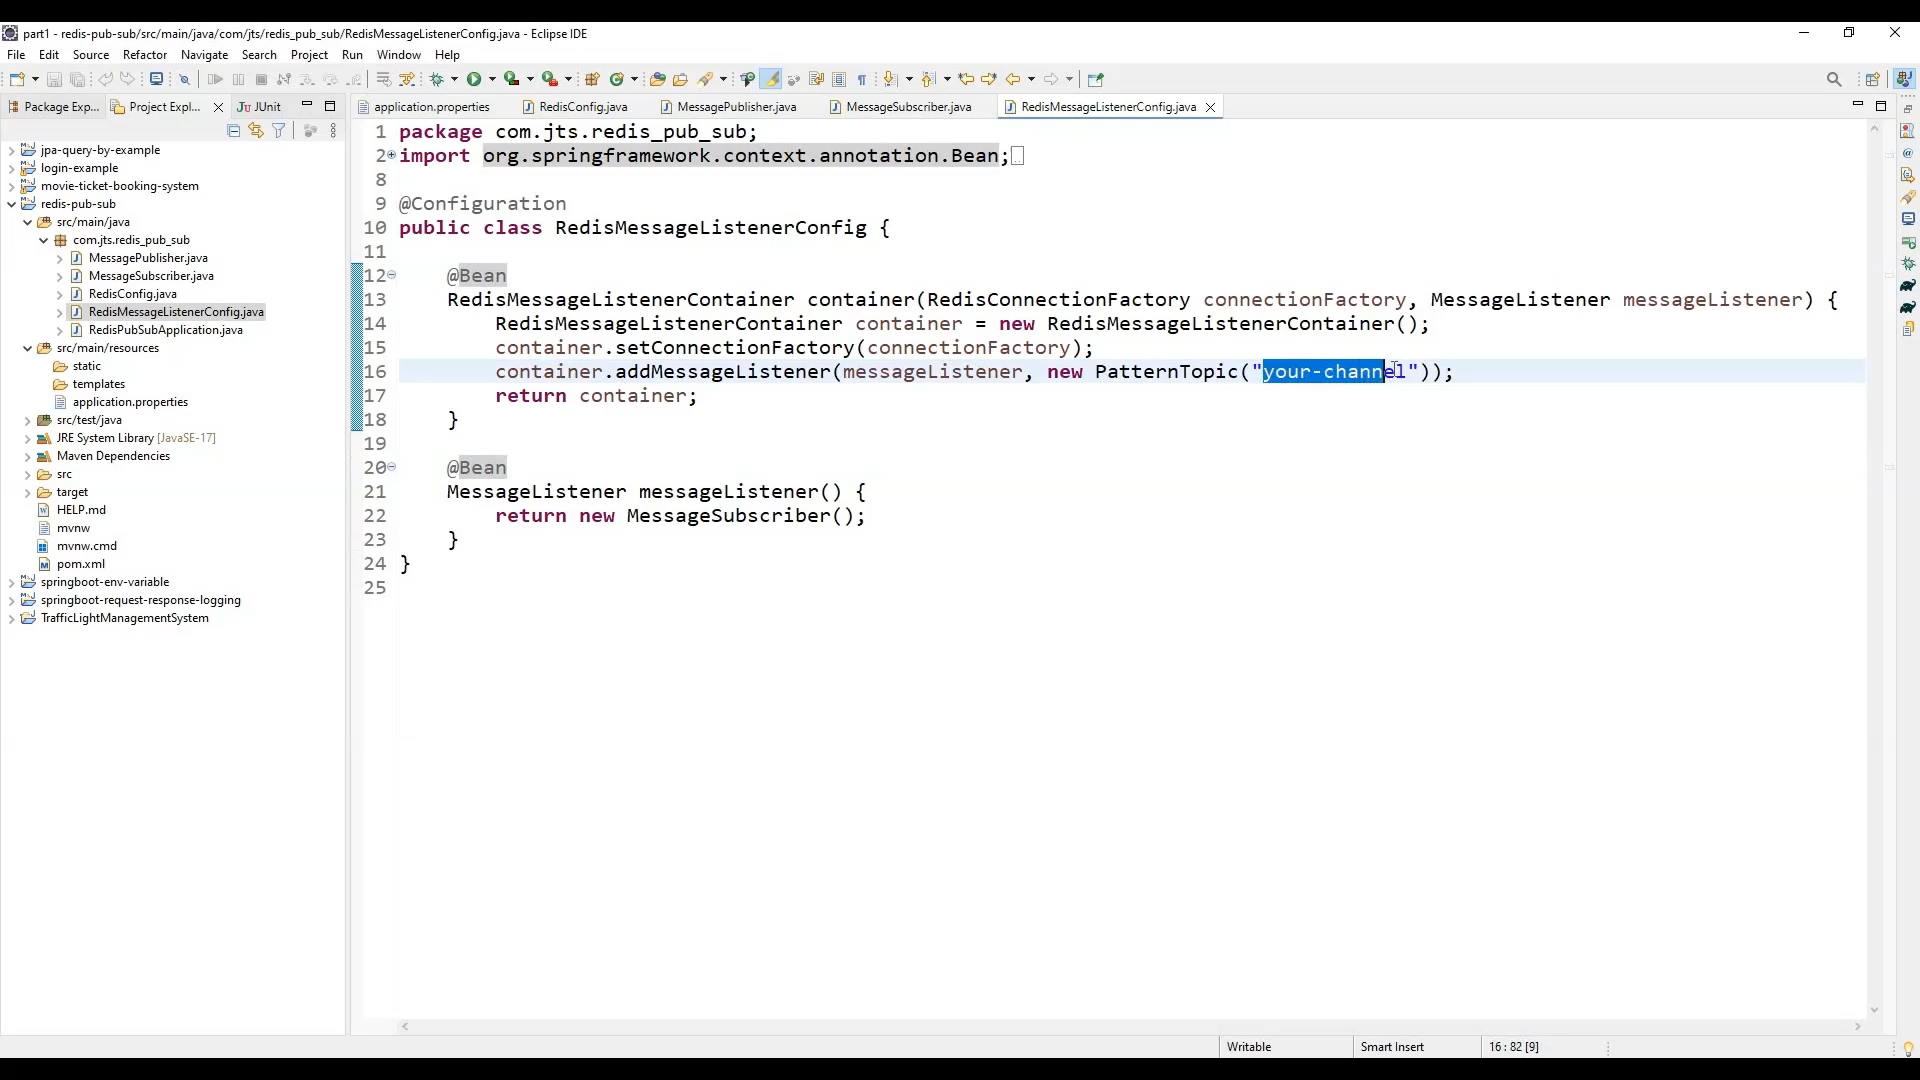 part1 - redis-pub-sub/src/main/java/com/jts/redis_pub_sub/RedisMessageListenerConfig.java - Eclipse IDE
File Edit Source Refactor Navigate Search Project Run Window Help
Package Exp... Project Expl... JUnit
application.properties RedisConfig.java MessagePublisher.java MessageSubscriber.java RedisMessageListenerConfig.java
jpa-query-by-example
login-example
movie-ticket-booking-system
redis-pub-sub
src/main/java
com.jts.redis_pub_sub
MessagePublisher.java
MessageSubscriber.java
RedisConfig.java
RedisMessageListenerConfig.java
RedisPubSubApplication.java
src/main/resources
static
templates
application.properties
src/test/java
JRE System Library [JavaSE-17]
Maven Dependencies
src
target
HELP.md
mvnw
mvnw.cmd
pom.xml
springboot-env-variable
springboot-request-response-logging
TrafficLightManagementSystem
1 package com.jts.redis_pub_sub;
2 import org.springframework.context.annotation.Bean;
8
9 @Configuration
10 public class RedisMessageListenerConfig {
11
12 @Bean
13 RedisMessageListenerContainer container(RedisConnectionFactory connectionFactory, MessageListener messageListener) {
14 RedisMessageListenerContainer container = new RedisMessageListenerContainer();
15 container.setConnectionFactory(connectionFactory);
16 container.addMessageListener(messageListener, new PatternTopic("your-channel"));
17 return container;
18 }
19
20 @Bean
21 MessageListener messageListener() {
22 return new MessageSubscriber();
23 }
24 }
25
Writable Smart Insert 16 : 82 [9]